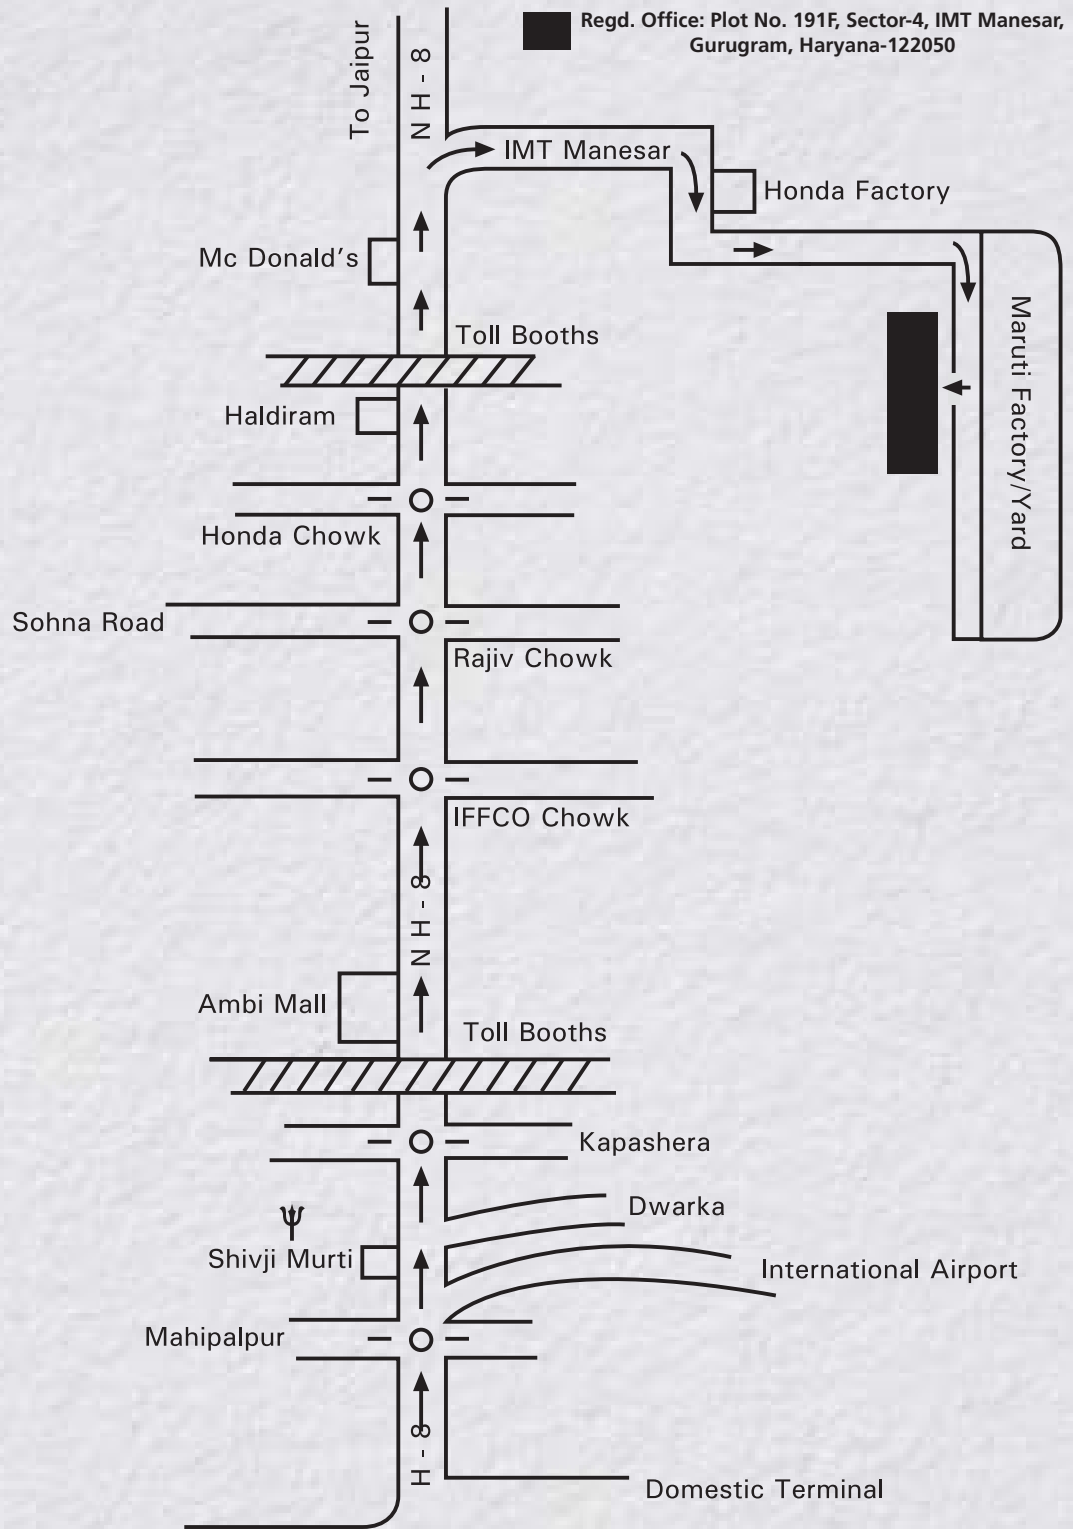 Regd. Office: Plot No. 191F, Sector-4, IMT Manesar,
Gurugram, Haryana-122050
To Jaipur
NH-8
IMT Manesar
Honda Factory
Mc Donald's
Maruti Factory/Yard
Toll Booths
Haldiram
Honda Chowk
Sohna Road
Rajiv Chowk
IFFCO Chowk
NH-8
Ambi Mall
Toll Booths
Kapashera
Dwarka
Shivji Murti
International Airport
Mahipalpur
H-8
Domestic Terminal